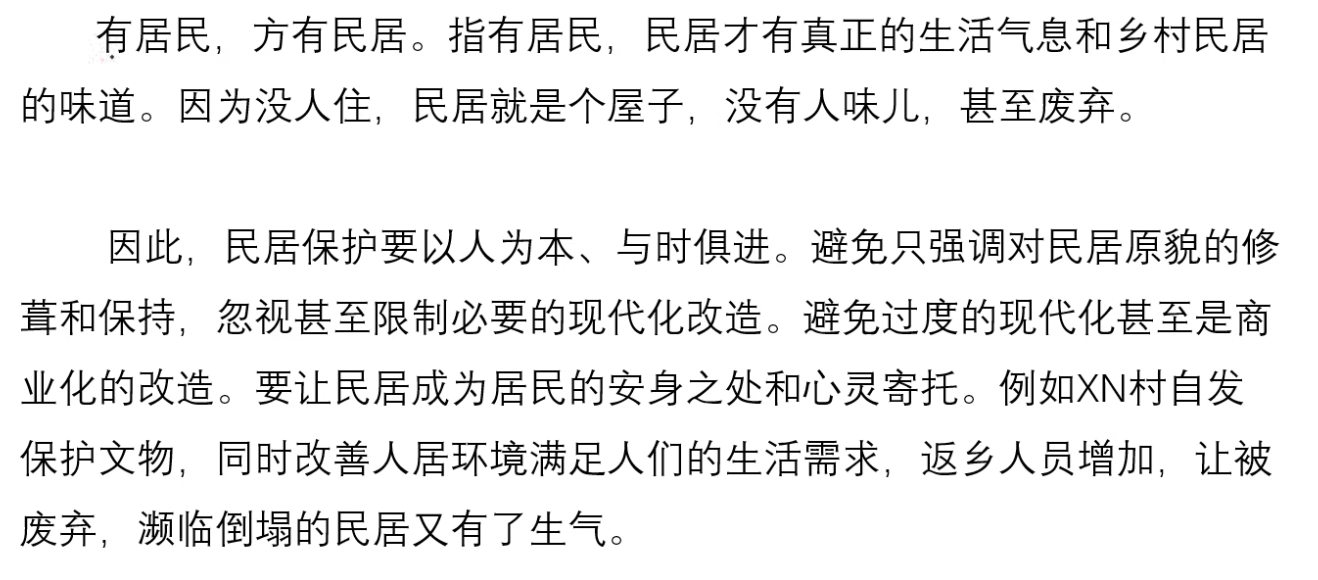 有居民，方有民居。指有居民，民居才有真正的生活气息和乡村民居
的味道。因为没人住，民居就是个屋子，没有人味儿，甚至废弃。
因此，民居保护要以人为本、与时俱进。避免只强调对民居原貌的修
葺和保持，忽视甚至限制必要的现代化改造。避免过度的现代化甚至是商
业化的改造。要让民居成为居民的安身之处和心灵寄托。例如XN村自发
保护文物，同时改善人居环境满足人们的生活需求，返乡人员增加，让被
废弃，濒临倒塌的民居又有了生气。